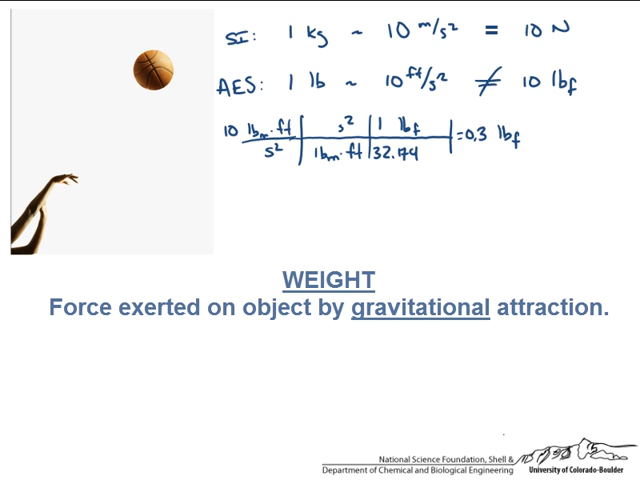 SI: 1 kg ~ 10 m/s² = 10 N
AES: 1 lb ~ 10 ft/s² ≠ 10 lbf
10 lbm·ft | s² | 1 lbf
s² | lbm·ft | 32.174 = 0.3 lbf
WEIGHT
Force exerted on object by gravitational attraction.
National Science Foundation, Shell &
Department of Chemical and Biological Engineering
University of Colorado-Boulder